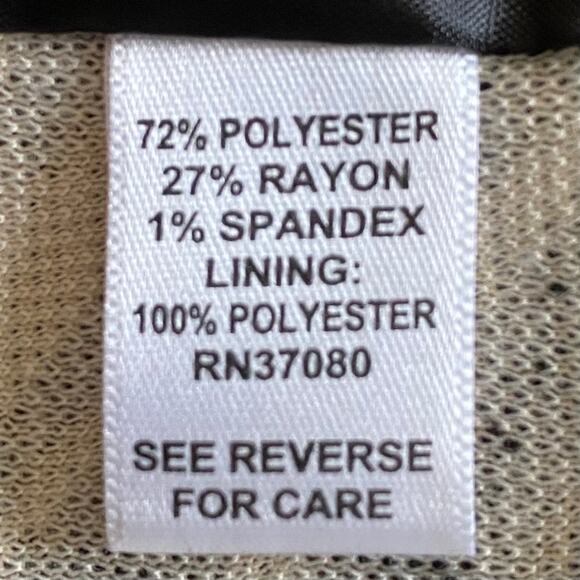 72% POLYESTER
27% RAYON
1% SPANDEX
LINING:
100% POLYESTER
RN37080
SEE REVERSE
FOR CARE